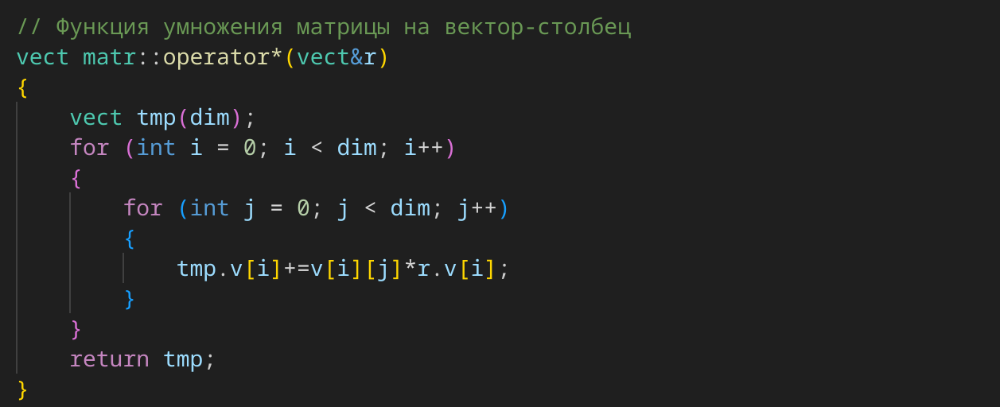 // Функция умножения матрицы на вектор-столбец
vect matr::operator*(vect&r)
{
    vect tmp(dim);
    for (int i = 0; i < dim; i++)
    {
        for (int j = 0; j < dim; j++)
        {
            tmp.v[i]+=v[i][j]*r.v[i];
        }
    }
    return tmp;
}